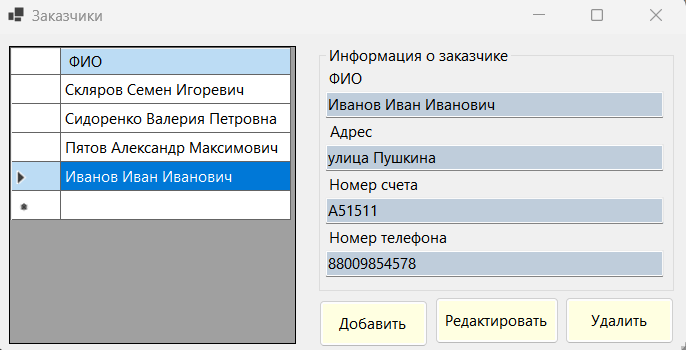 Заказчики
ФИО
Скляров Семен Игоревич
Сидоренко Валерия Петровна
Пятов Александр Максимович
Иванов Иван Иванович
Информация о заказчике
ФИО
Иванов Иван Иванович
Адрес
улица Пушкина
Номер счета
А51511
Номер телефона
88009854578
Добавить
Редактировать
Удалить